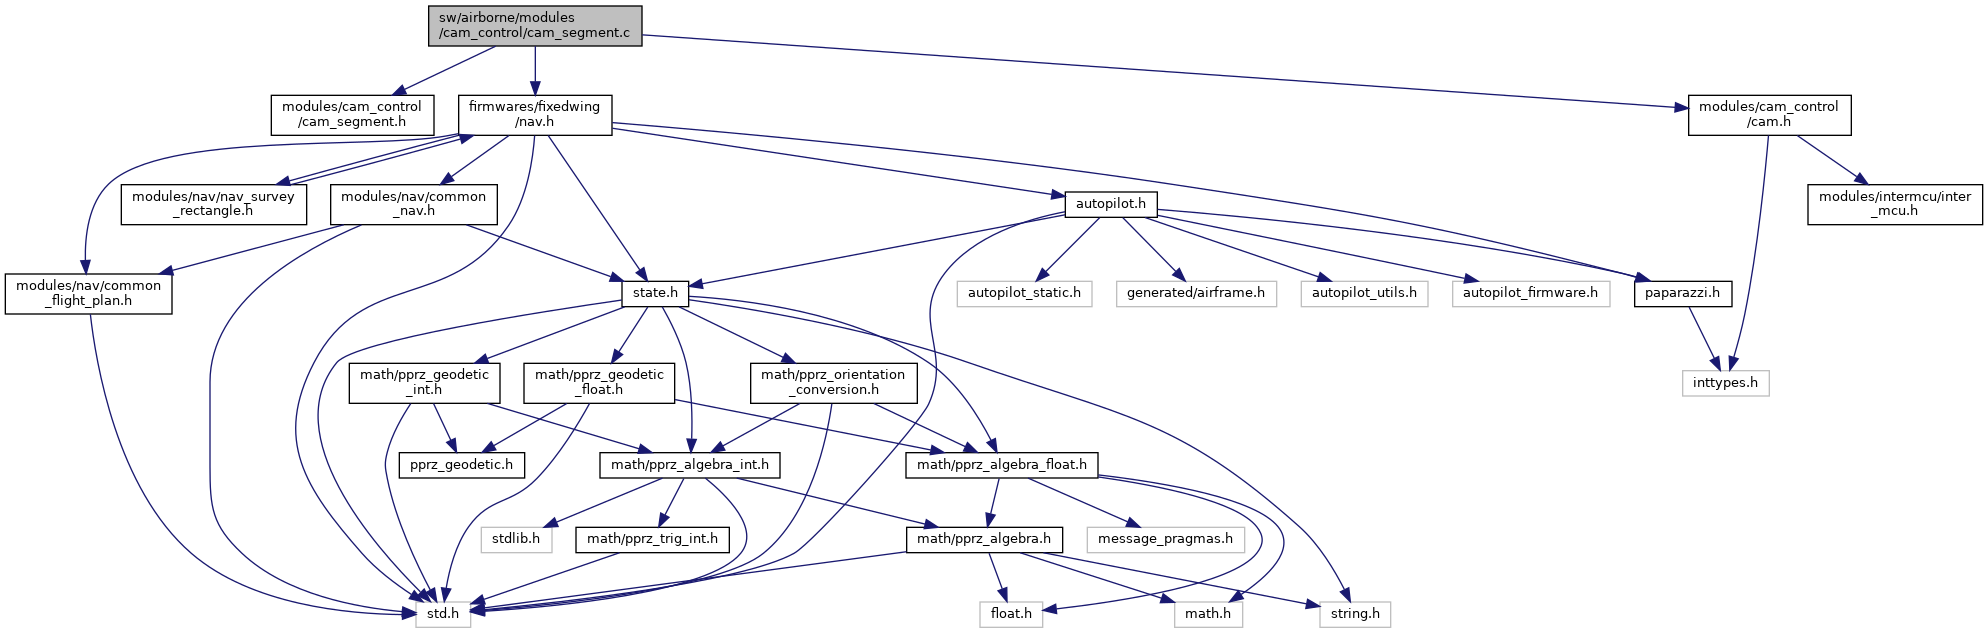 sw/airborne/modules
/cam_control/cam_segment.c
modules/cam_control
/cam_segment.h
firmwares/fixedwing
/nav.h
modules/cam_control
/cam.h
modules/nav/nav_survey
_rectangle.h
modules/nav/common
_nav.h
autopilot.h
modules/intermcu/inter
_mcu.h
modules/nav/common
_flight_plan.h
state.h
autopilot_static.h
generated/airframe.h
autopilot_utils.h
autopilot_firmware.h
paparazzi.h
math/pprz_geodetic
_int.h
math/pprz_geodetic
_float.h
math/pprz_orientation
_conversion.h
inttypes.h
pprz_geodetic.h
math/pprz_algebra_int.h
math/pprz_algebra_float.h
stdlib.h
math/pprz_trig_int.h
math/pprz_algebra.h
message_pragmas.h
std.h
float.h
math.h
string.h